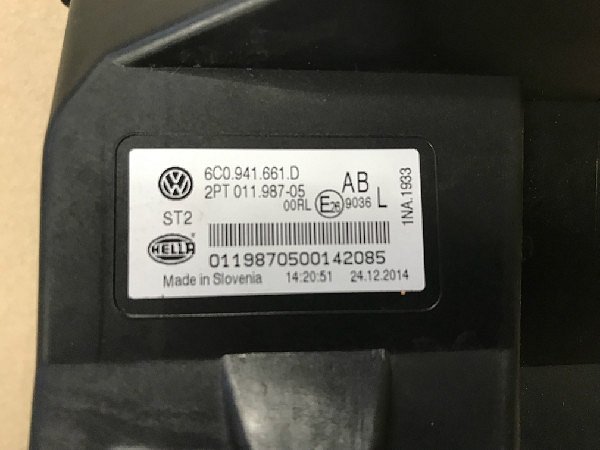 6C0.941.661.D
2PT 011.987-05
AB
ST2
00RL E26 9036 L
1NA.1933
HELLA
0119870500142085
Made in Slovenia 14:20:51 24.12.2014